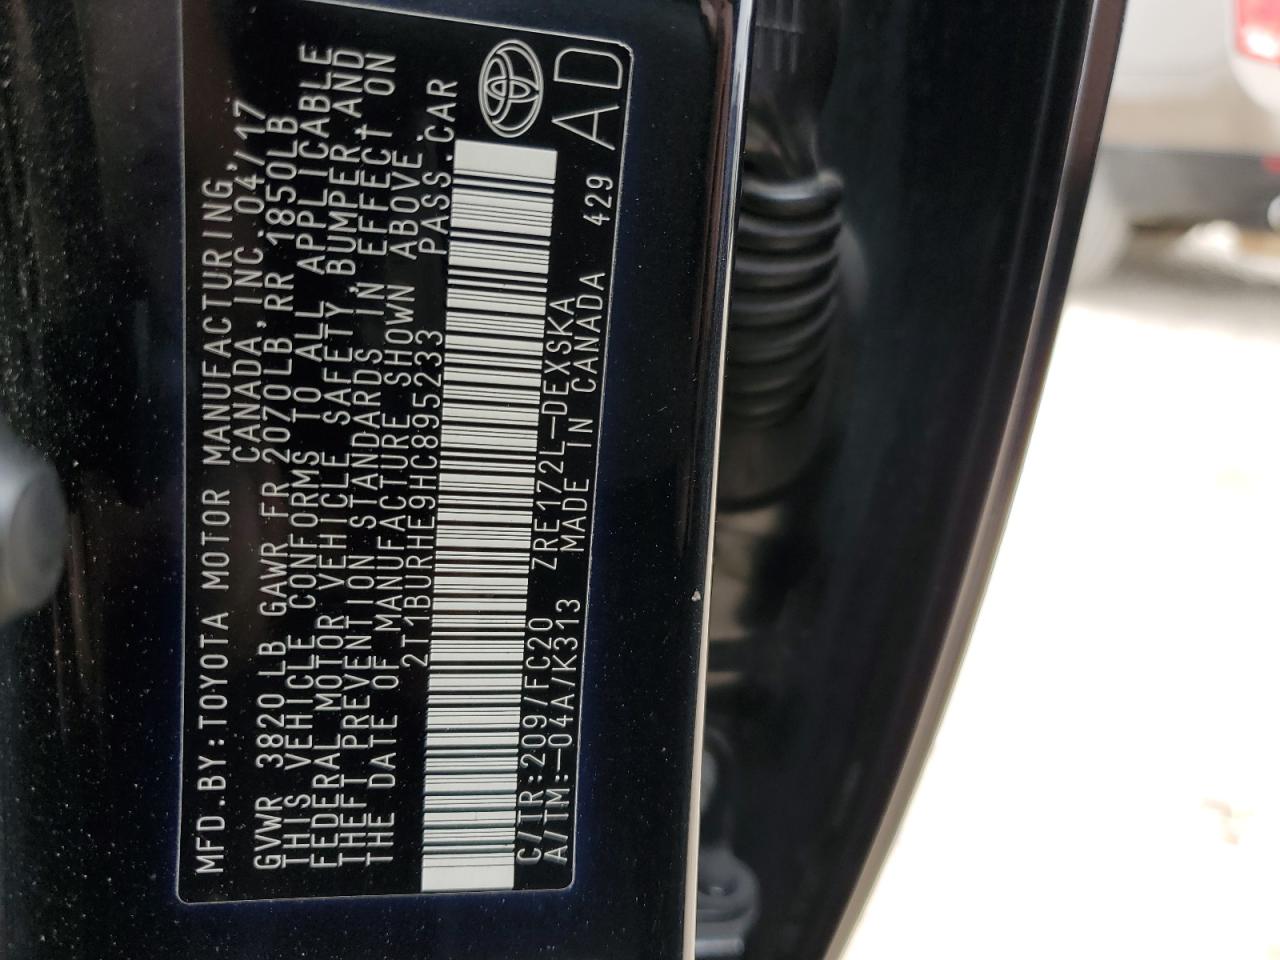 MFD.BY:TOYOTA MOTOR MANUFACTURING,
CANADA, INC. 04/17
GVWR 3820LB GAWR FR 2070LB, RR 1850LB
THIS VEHICLE CONFORMS TO ALL APPLICABLE
FEDERAL MOTOR VEHICLE SAFETY, BUMPER, AND
THEFT PREVENTION STANDARDS IN EFFECT ON
THE DATE OF MANUFACTURE SHOWN ABOVE.
2T1BURHE9HC895233 PASS.CAR
C/TR:209/FC20 ZRE172L-DEXSKA 429
A/TM:-04A/K313 MADE IN CANADA
AD